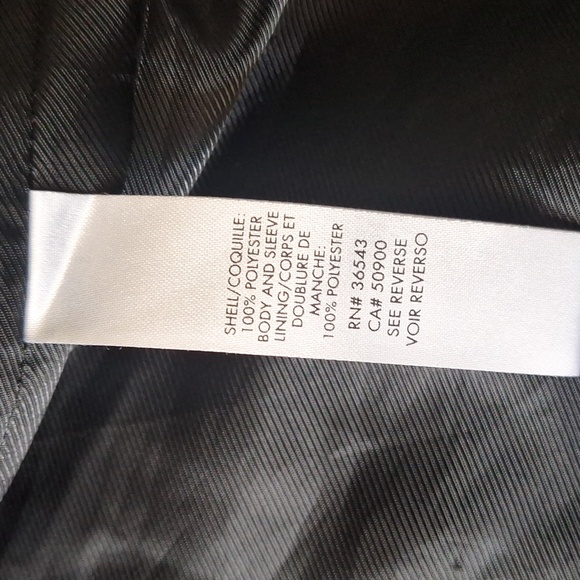 SHELL/COQUILLE:
100% POLYESTER
BODY AND SLEEVE
LINING/CORPS ET
DOUBLURE DE
MANCHE:
100% POLYESTER
RN# 36543
CA# 50900
SEE REVERSE
VOIR REVERSO